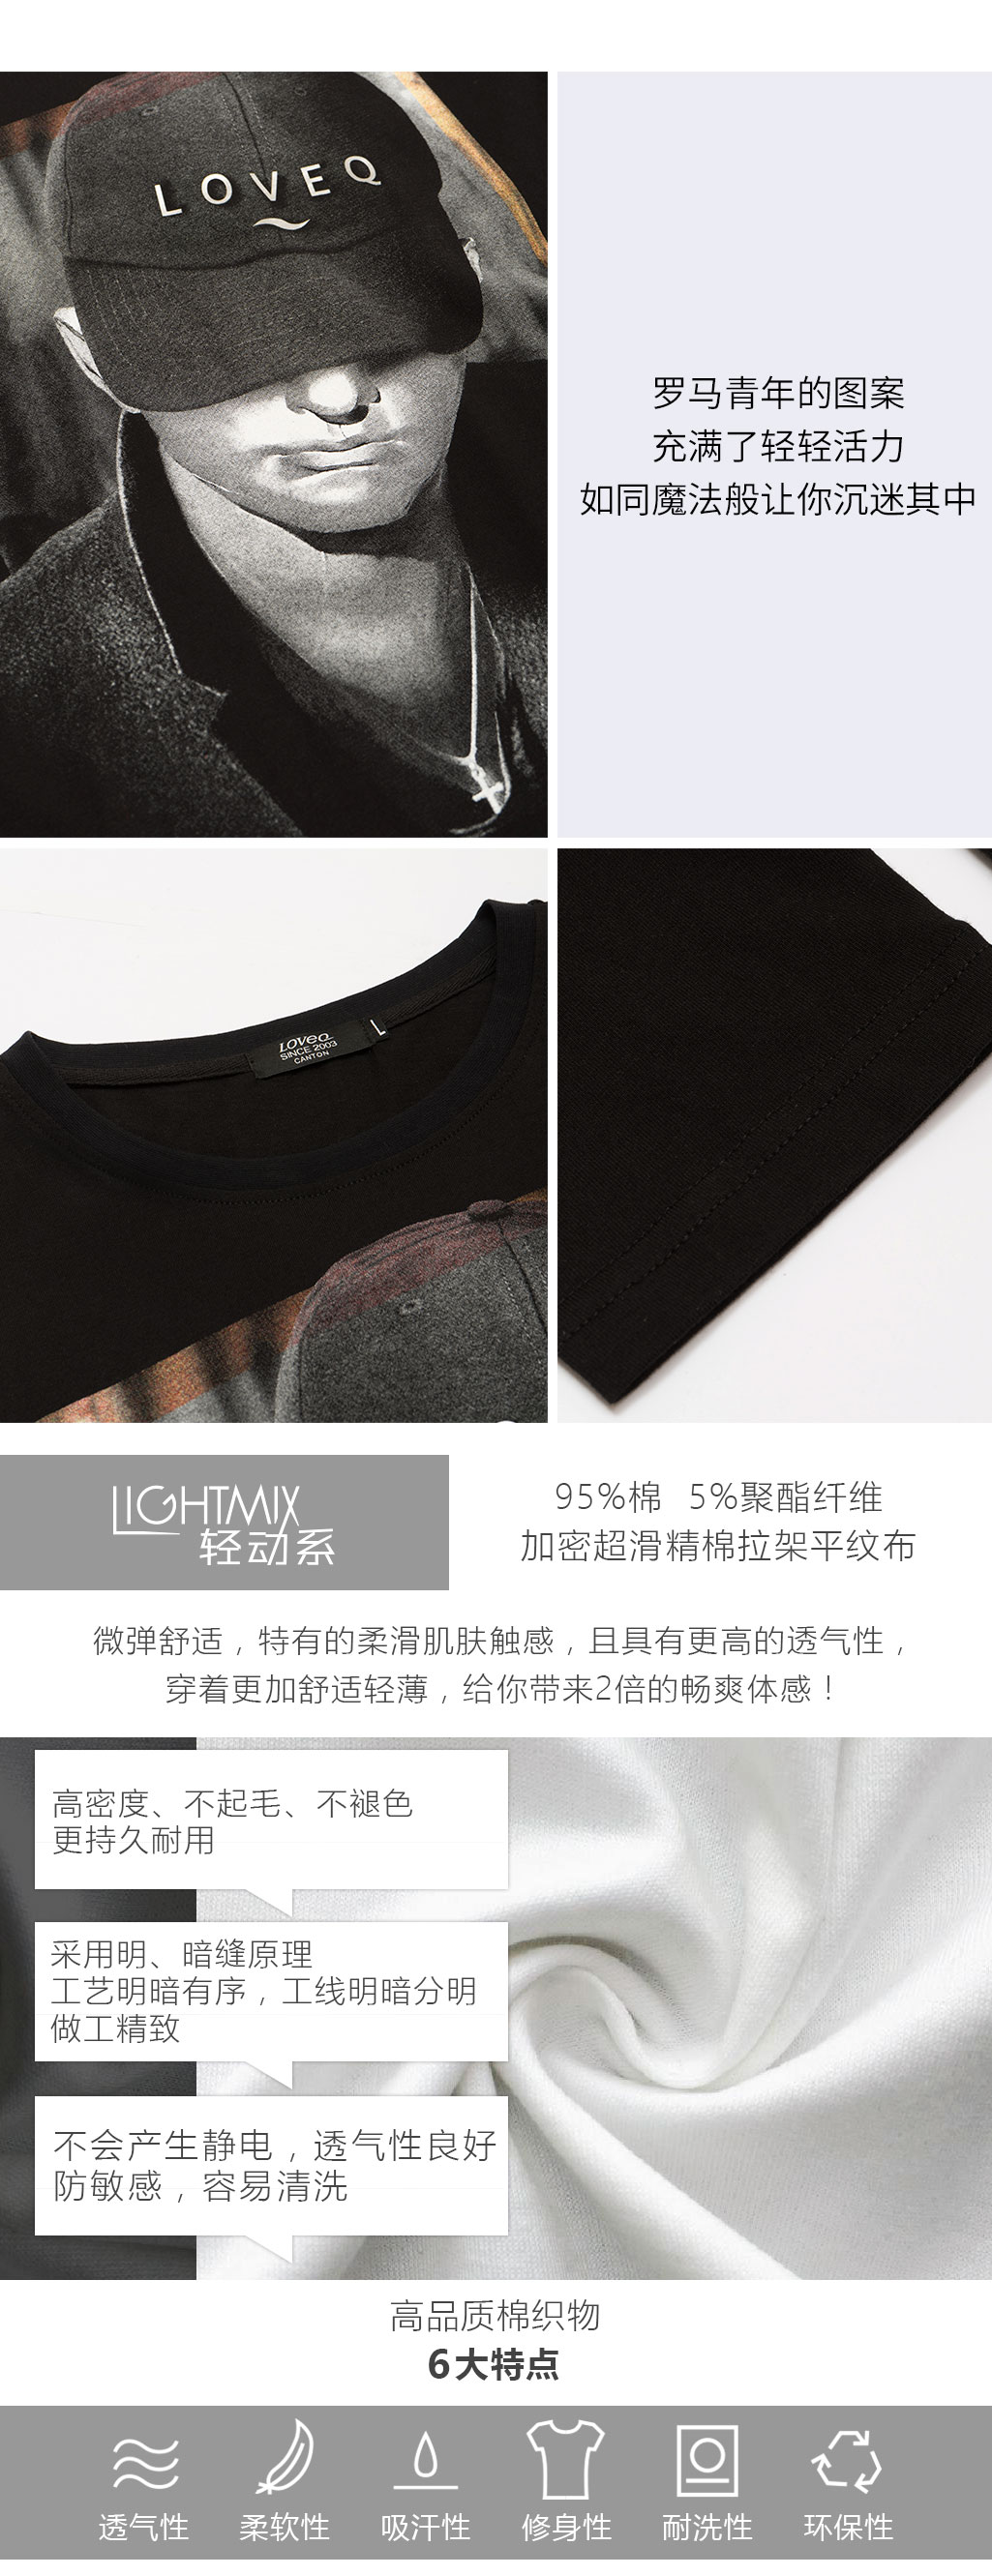 LOVEQ
罗马青年的图案
充满了轻轻活力
如同魔法般让你沉迷其中
LOVEQ
SINCE 2003
CANTON
L
LIGHTMIX
轻动系
95%棉 5%聚酯纤维
加密超滑精棉拉架平纹布
微弹舒适，特有的柔滑肌肤触感，且具有更高的透气性，
穿着更加舒适轻薄，给你带来2倍的畅爽体感！
高密度、不起毛、不褪色
更持久耐用
采用明、暗缝原理
工艺明暗有序，工线明暗分明
做工精致
不会产生静电，透气性良好
防敏感，容易清洗
高品质棉织物
6大特点
透气性 柔软性 吸汗性 修身性 耐洗性 环保性